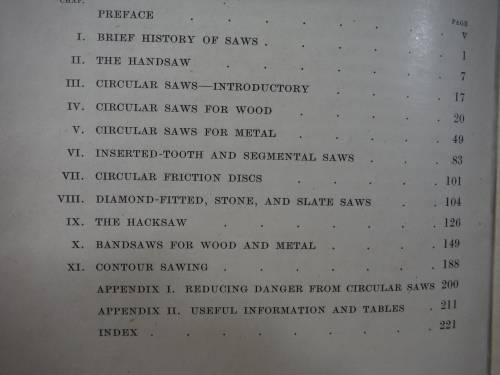 CHAP.
PAGE
PREFACE . . . . . . . V
I. BRIEF HISTORY OF SAWS . . . . . 1
II. THE HANDSAW . . . . . . 7
III. CIRCULAR SAWS—INTRODUCTORY . . . . 17
IV. CIRCULAR SAWS FOR WOOD . . . . 20
V. CIRCULAR SAWS FOR METAL . . . . 49
VI. INSERTED-TOOTH AND SEGMENTAL SAWS . . . 83
VII. CIRCULAR FRICTION DISCS . . . . 101
VIII. DIAMOND-FITTED, STONE, AND SLATE SAWS . . 104
IX. THE HACKSAW . . . . . . 126
X. BANDSAWS FOR WOOD AND METAL . . . . 149
XI. CONTOUR SAWING . . . . . . 188
APPENDIX I. REDUCING DANGER FROM CIRCULAR SAWS 200
APPENDIX II. USEFUL INFORMATION AND TABLES . 211
INDEX . . . . . . . . 221